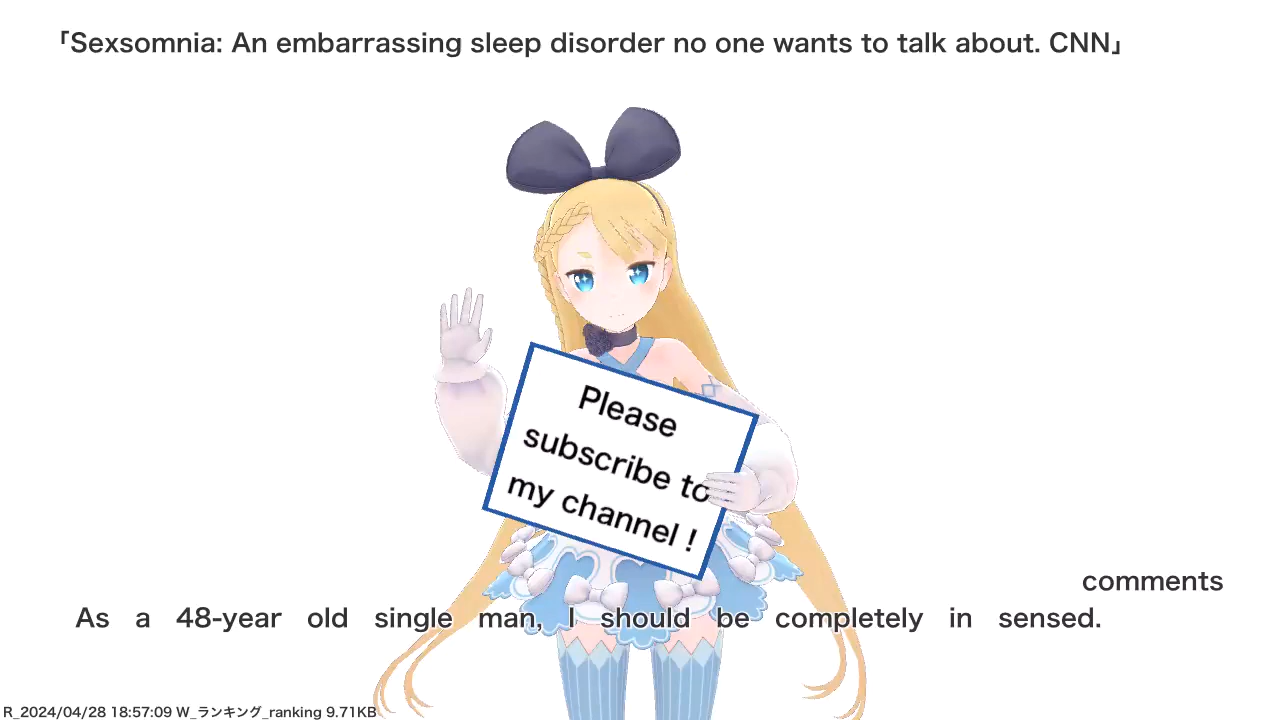 「Sexsomnia: An embarrassing sleep disorder no one wants to talk about. CNN」
Please
subscribe to
my channel !
comments
As a 48-year old single man, I should be completely in sensed.
R_2024/04/28 18:57:09 W_ランキング_ranking 9.71KB